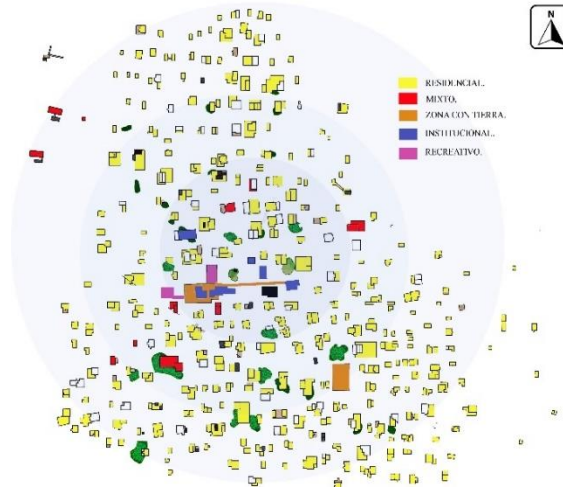 N
RESIDENCIAL.
MIXTO.
ZONA CON TIERRA.
INSTITUCIONAL.
RECREATIVO.